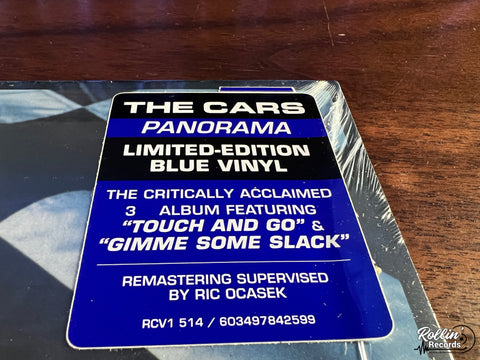 THE CARS
PANORAMA
LIMITED-EDITION
BLUE VINYL
THE CRITICALLY ACCLAIMED
3 ALBUM FEATURING
"TOUCH AND GO" &
"GIMME SOME SLACK"
REMASTERING SUPERVISED
BY RIC OCASEK
RCV1 514 / 603497842599
Rollin'
Records